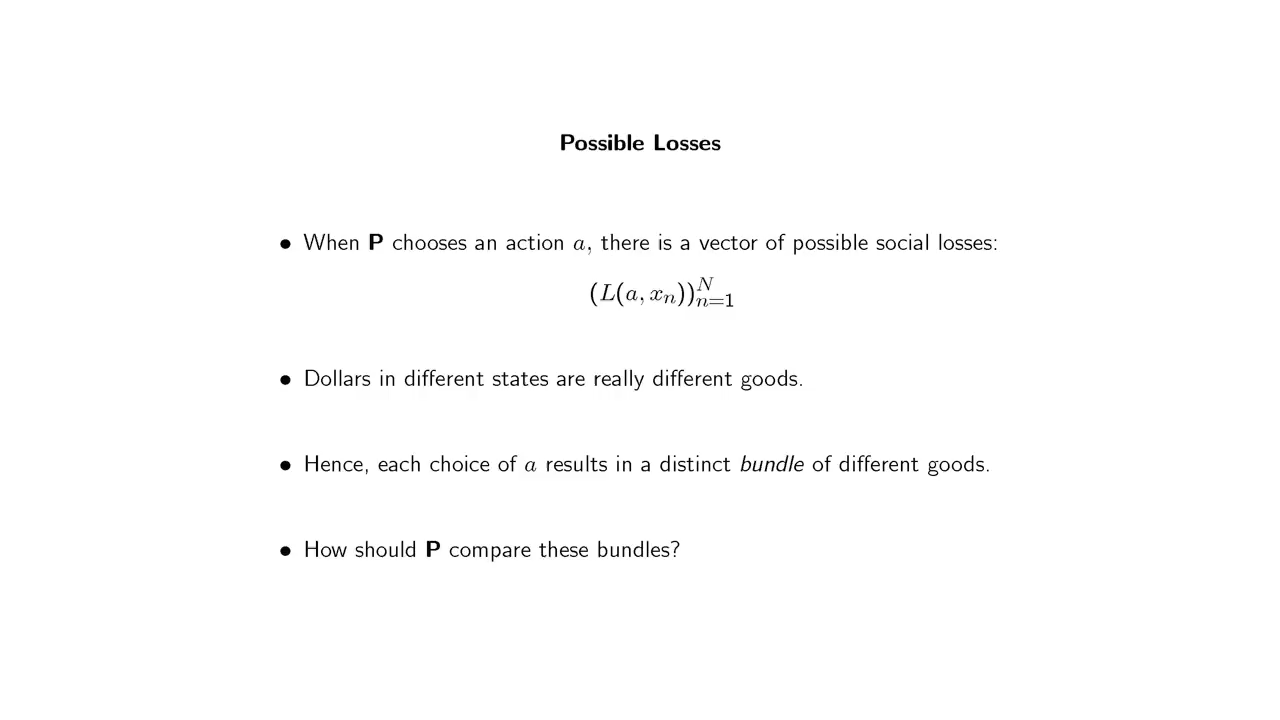 Possible Losses
• When P chooses an action a, there is a vector of possible social losses:
(L(a, xₙ))ᴺₙ₌₁
• Dollars in different states are really different goods.
• Hence, each choice of a results in a distinct bundle of different goods.
• How should P compare these bundles?